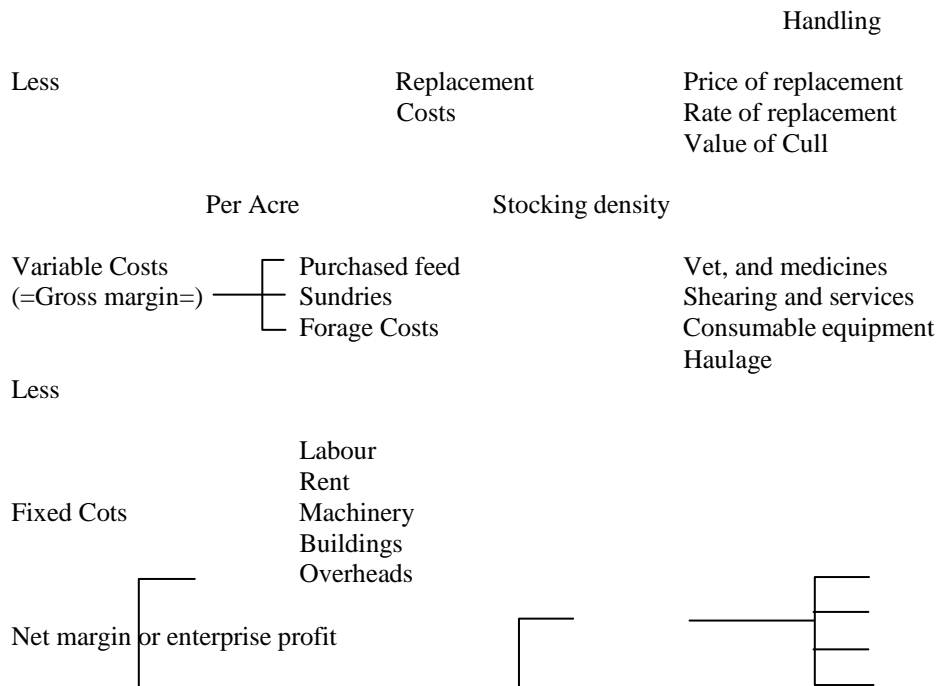 Handling
Less Replacement Price of replacement
Costs Rate of replacement
Value of Cull
Per Acre Stocking density
Variable Costs Purchased feed Vet, and medicines
(=Gross margin=) Sundries Shearing and services
Forage Costs Consumable equipment
Haulage
Less
Labour
Rent
Fixed Cots Machinery
Buildings
Overheads
Net margin or enterprise profit